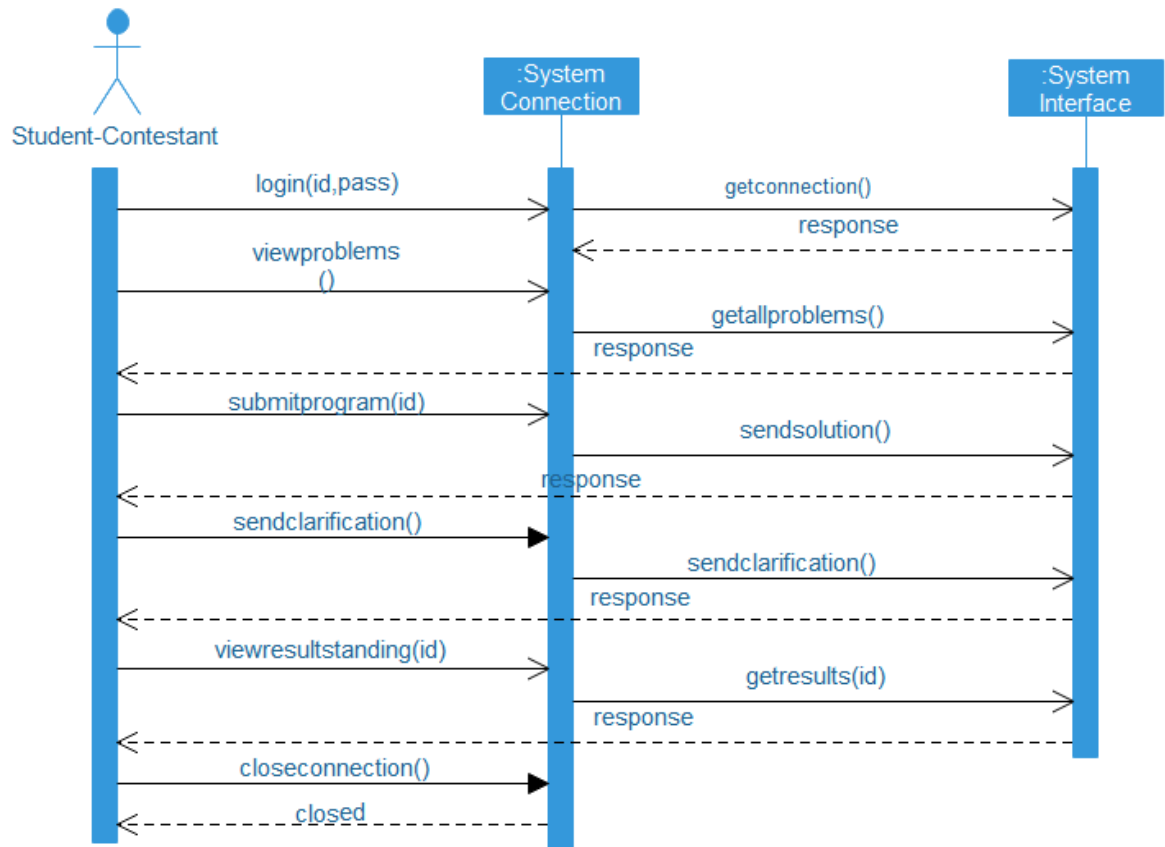 :System
Connection
:System
Interface
Student-Contestant
login(id,pass)
getconnection()
response
viewproblems
()
getallproblems()
response
submitprogram(id)
sendsolution()
response
sendclarification()
sendclarification()
response
viewresultstanding(id)
getresults(id)
response
closeconnection()
closed